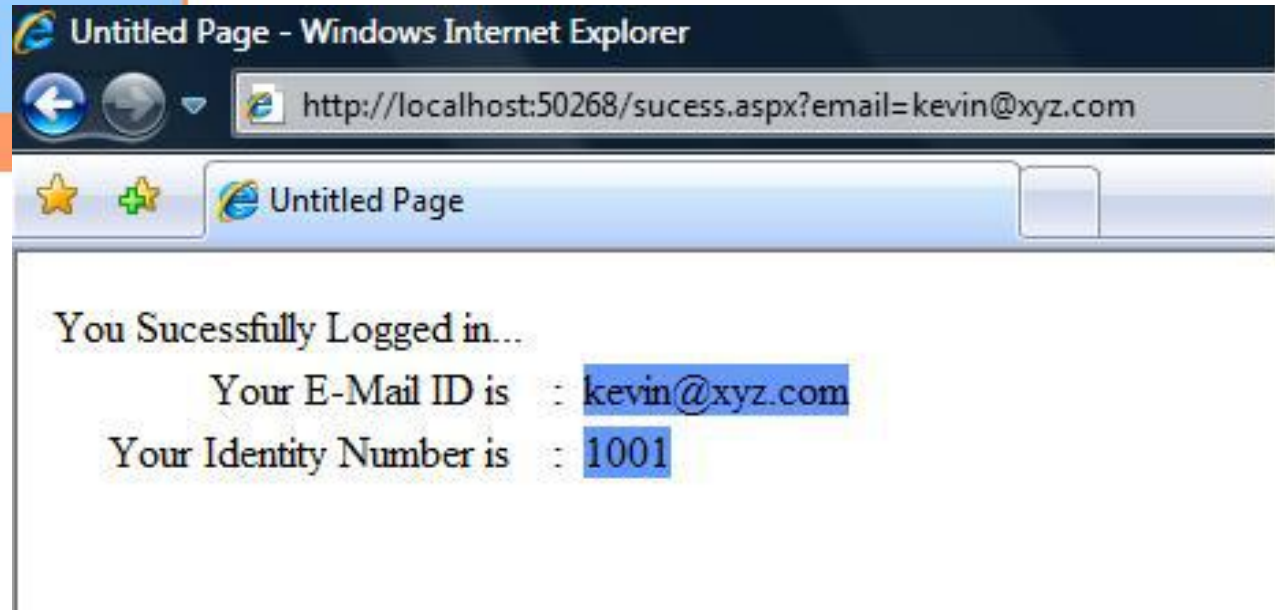 Untitled Page - Windows Internet Explorer
http://localhost:50268/sucess.aspx?email=kevin@xyz.com
Untitled Page
You Sucessfully Logged in...
Your E-Mail ID is : kevin@xyz.com
Your Identity Number is : 1001